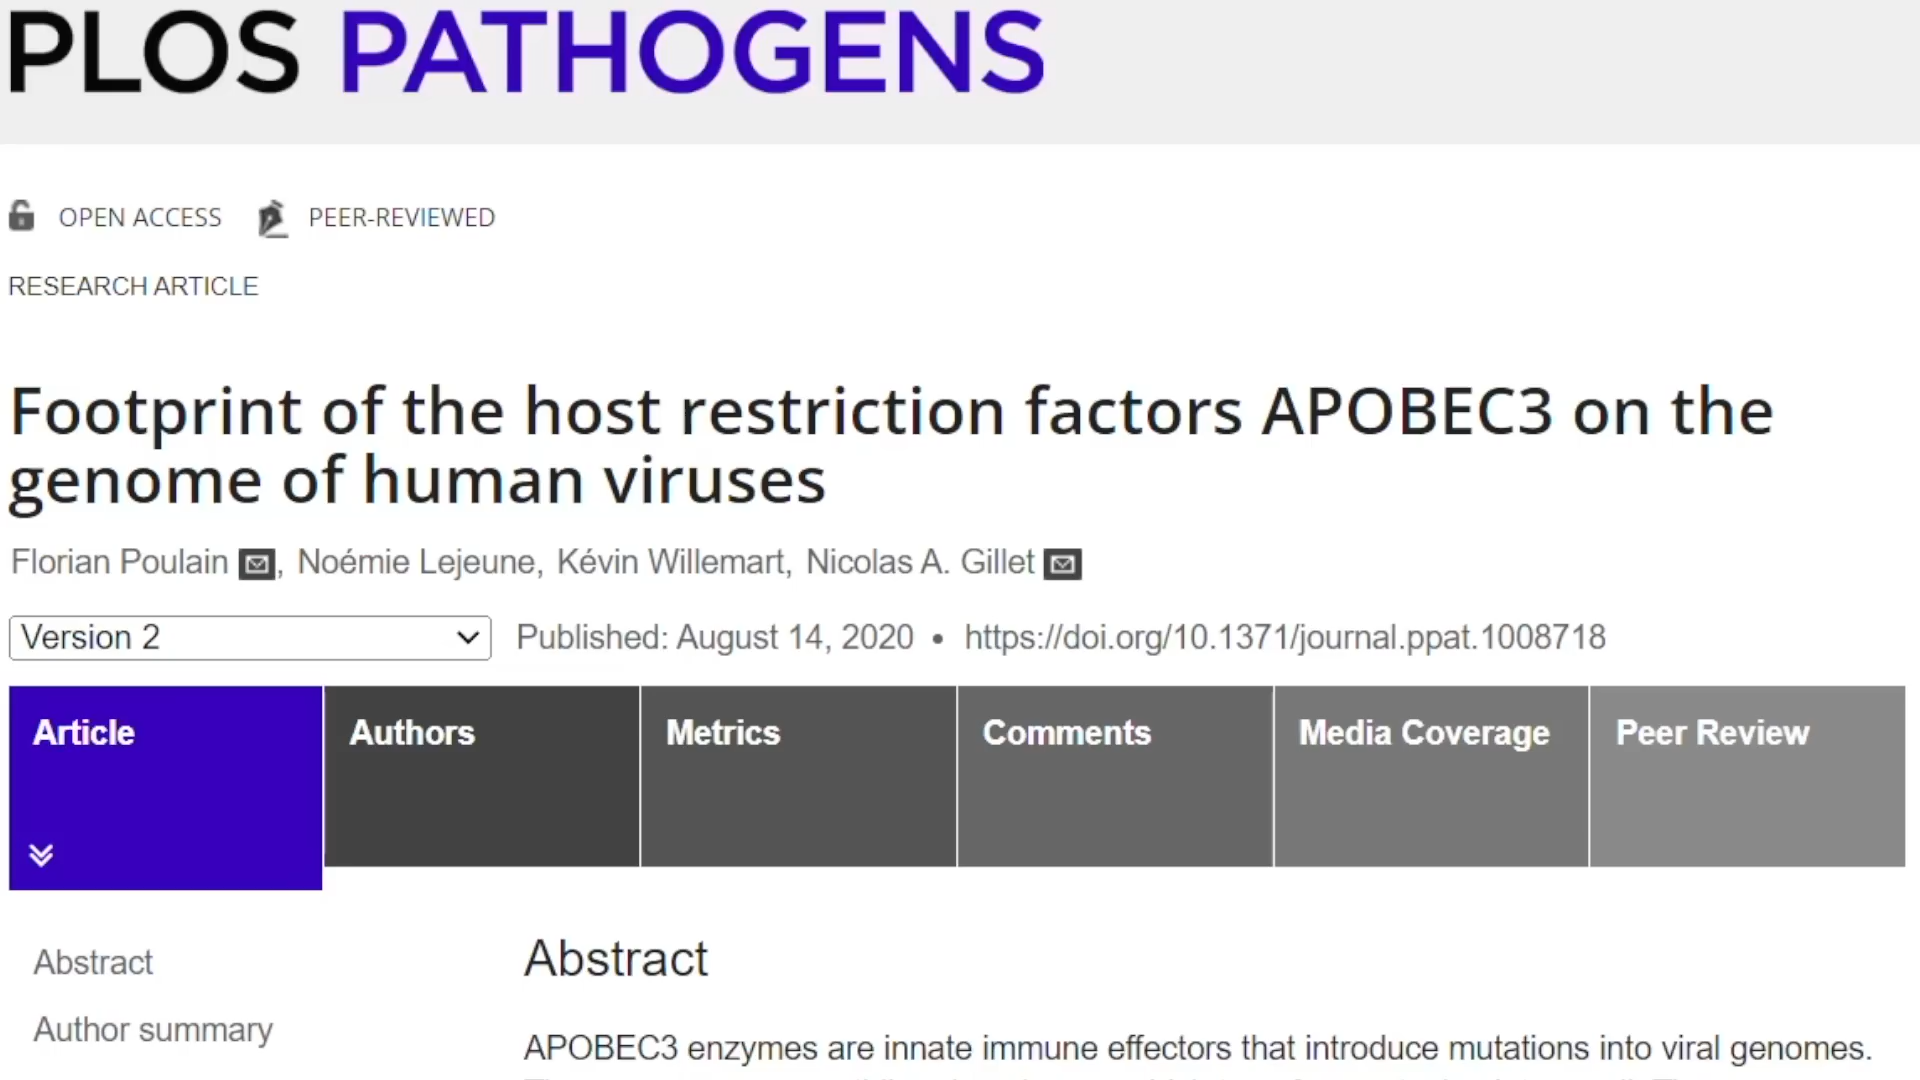 PLOS PATHOGENS
OPEN ACCESS PEER-REVIEWED
RESEARCH ARTICLE
Footprint of the host restriction factors APOBEC3 on the
genome of human viruses
Florian Poulain , Noémie Lejeune, Kévin Willemart, Nicolas A. Gillet
Version 2 Published: August 14, 2020 • https://doi.org/10.1371/journal.ppat.1008718
Article Authors Metrics Comments Media Coverage Peer Review
Abstract
Author summary
Abstract
APOBEC3 enzymes are innate immune effectors that introduce mutations into viral genomes.